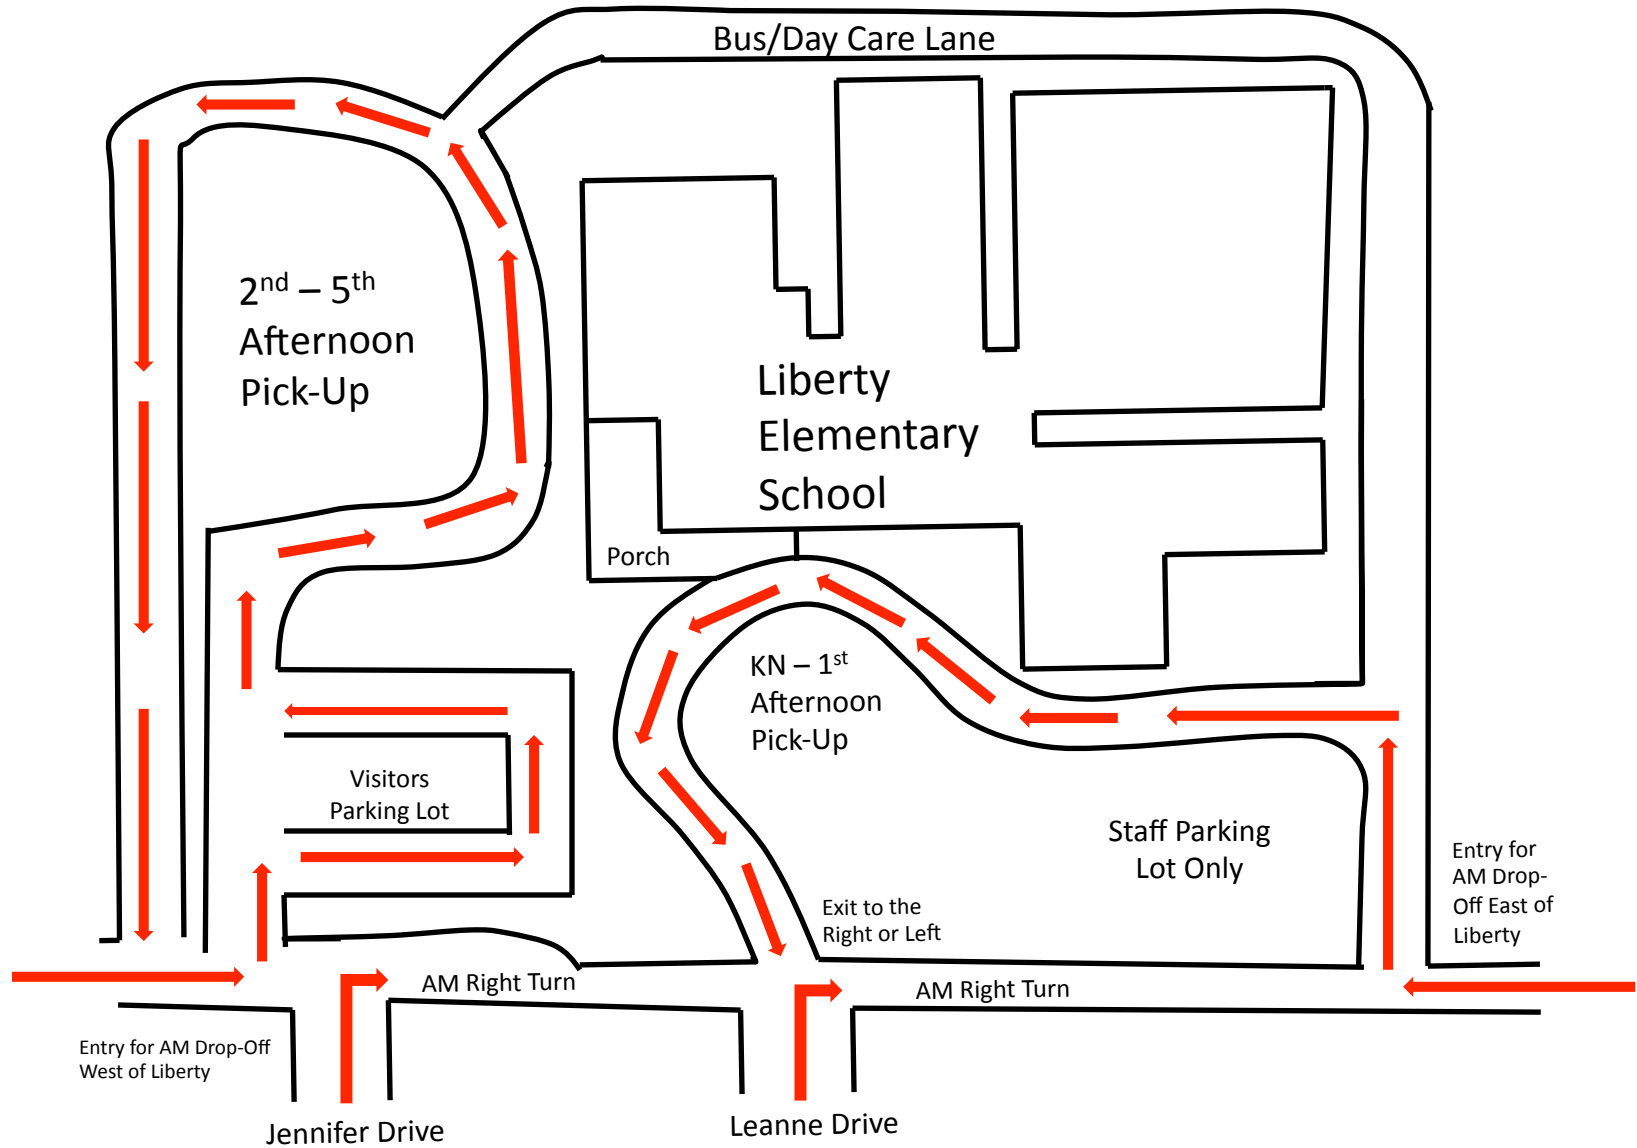 Bus/Day Care Lane
2nd – 5th
Afternoon
Pick-Up
Liberty
Elementary
School
Porch
KN – 1st
Afternoon
Pick-Up
Visitors
Parking Lot
Staff Parking
Lot Only
Entry for
AM Drop-
Off East of
Liberty
Exit to the
Right or Left
AM Right Turn
AM Right Turn
Entry for AM Drop-Off
West of Liberty
Jennifer Drive
Leanne Drive